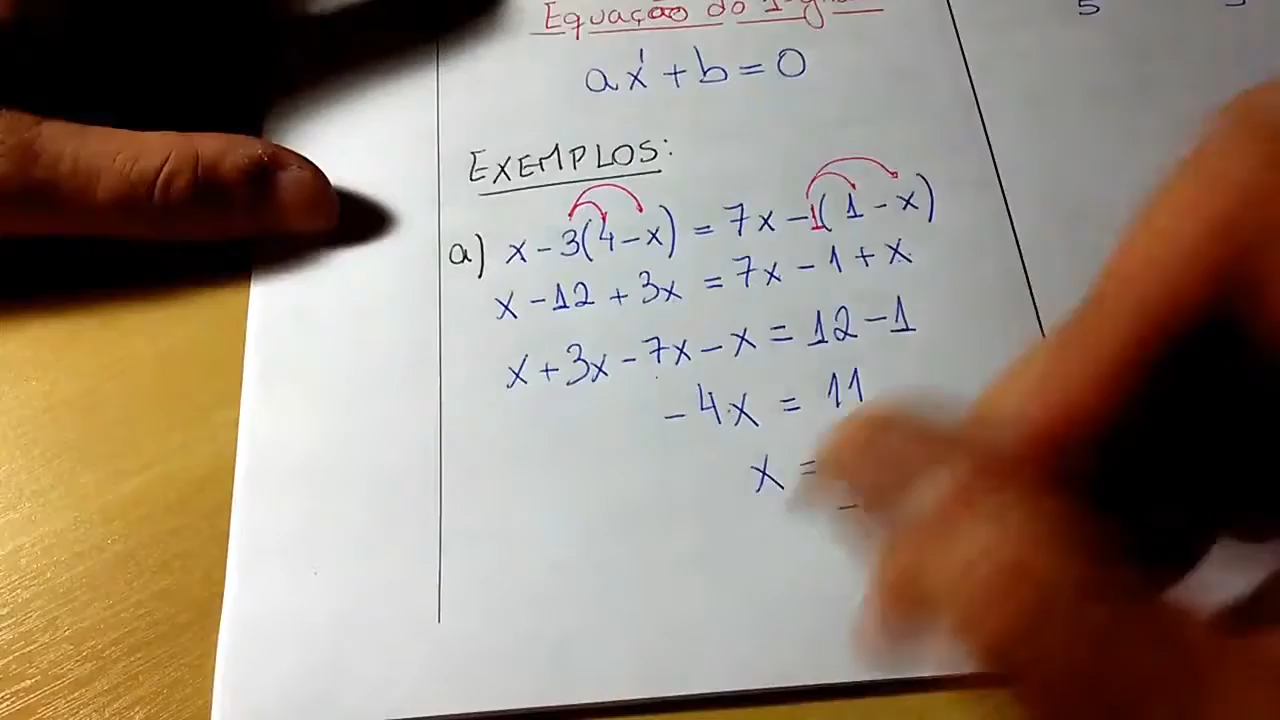 Equação do 1º
ax¹ + b = 0
EXEMPLOS:
a) x - 3(4 - x) = 7x - 1(1 - x)
x - 12 + 3x = 7x - 1 + x
x + 3x - 7x - x = 12 - 1
- 4x = 11
x =
5